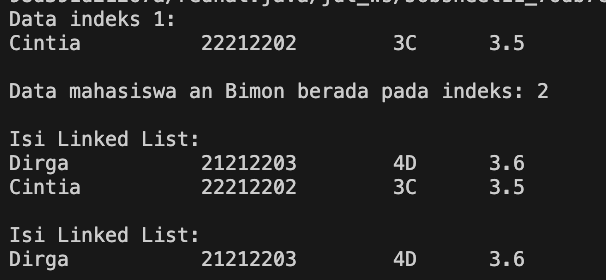 Data indeks 1:
Cintia 22212202 3C 3.5
Data mahasiswa an Bimon berada pada indeks: 2
Isi Linked List:
Dirga 21212203 4D 3.6
Cintia 22212202 3C 3.5
Isi Linked List:
Dirga 21212203 4D 3.6